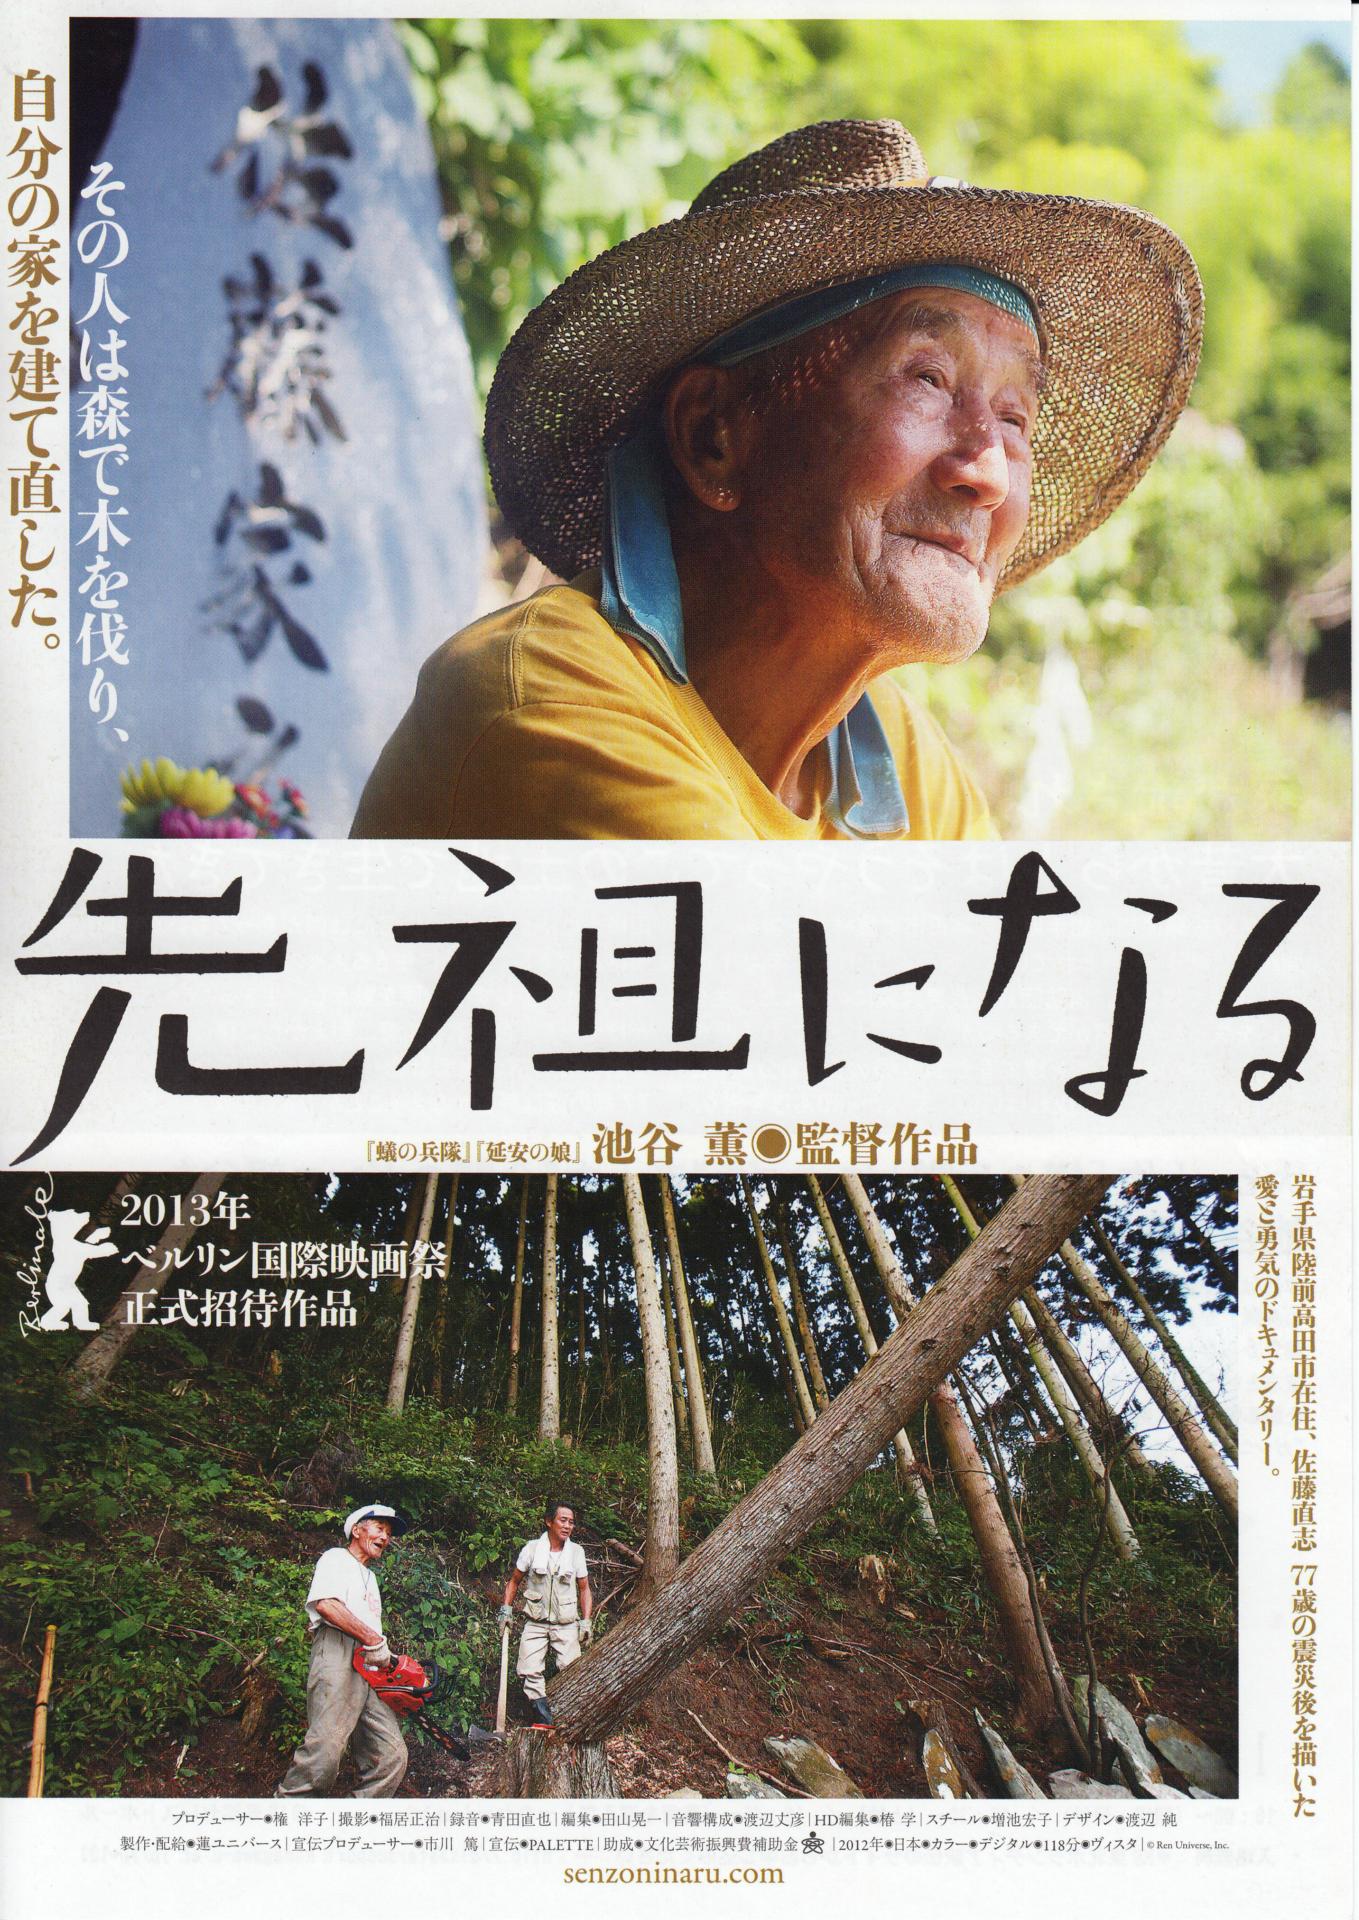 その人は森で木を伐り、
自分の家を建て直した。
佐藤家之
先祖になる
『蟻の兵隊』『延安の娘』 池谷 薫◉監督作品
Berlinale
2013年
ベルリン国際映画祭
正式招待作品
岩手県陸前高田市在住、佐藤直志 77歳の震災後を描いた
愛と勇気のドキュメンタリー。
プロデューサー●権 洋子|撮影●福居正治|録音●青田直也|編集●田山晃一|音響構成●渡辺丈彦|HD編集●椿 学|スチール●増池宏子|デザイン●渡辺 純
製作・配給●蓮ユニバース|宣伝プロデューサー●市川 篤|宣伝●PALETTE|助成●文化芸術振興費補助金|2012年●日本●カラー●デジタル●118分●ヴィスタ|© Ren Universe, Inc.
senzoninaru.com